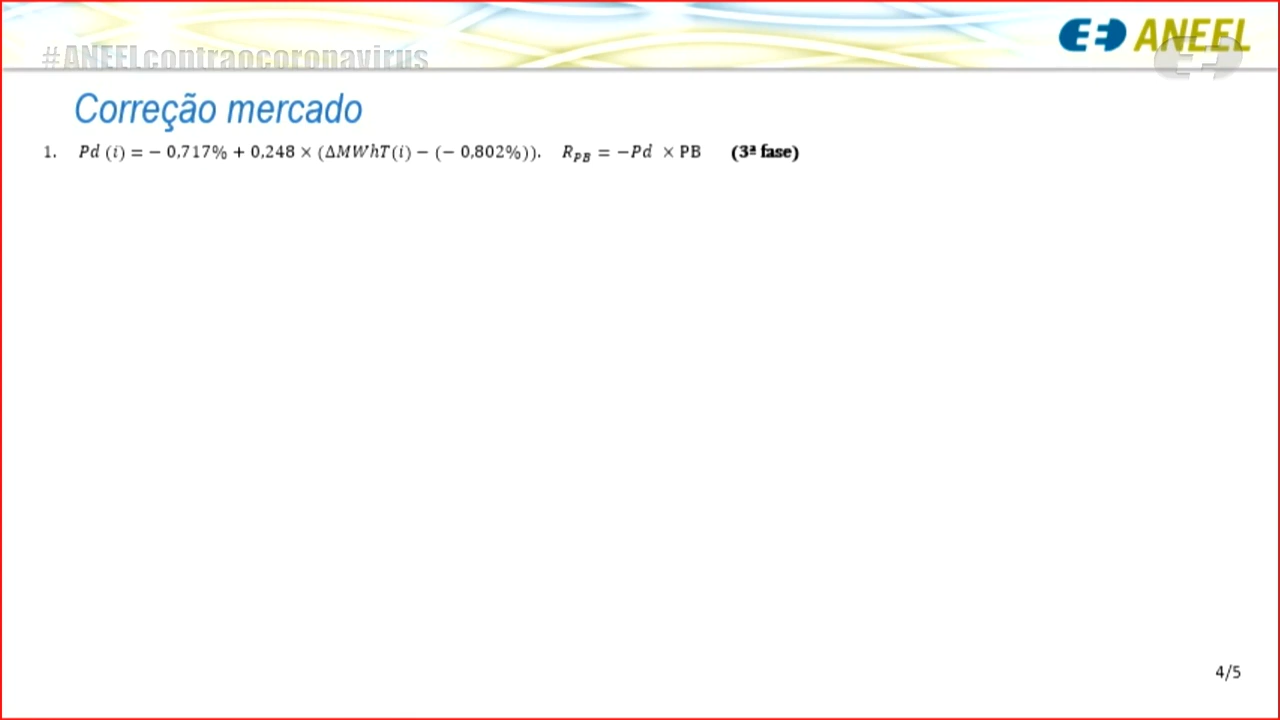 #ANEELcontraocoronavirus
ANEEL
Correção mercado
1. Pd (i) = − 0,717% + 0,248 × (ΔMWhT(i) − (− 0,802%)). R_PB = −Pd × PB (3ª fase)
4/5